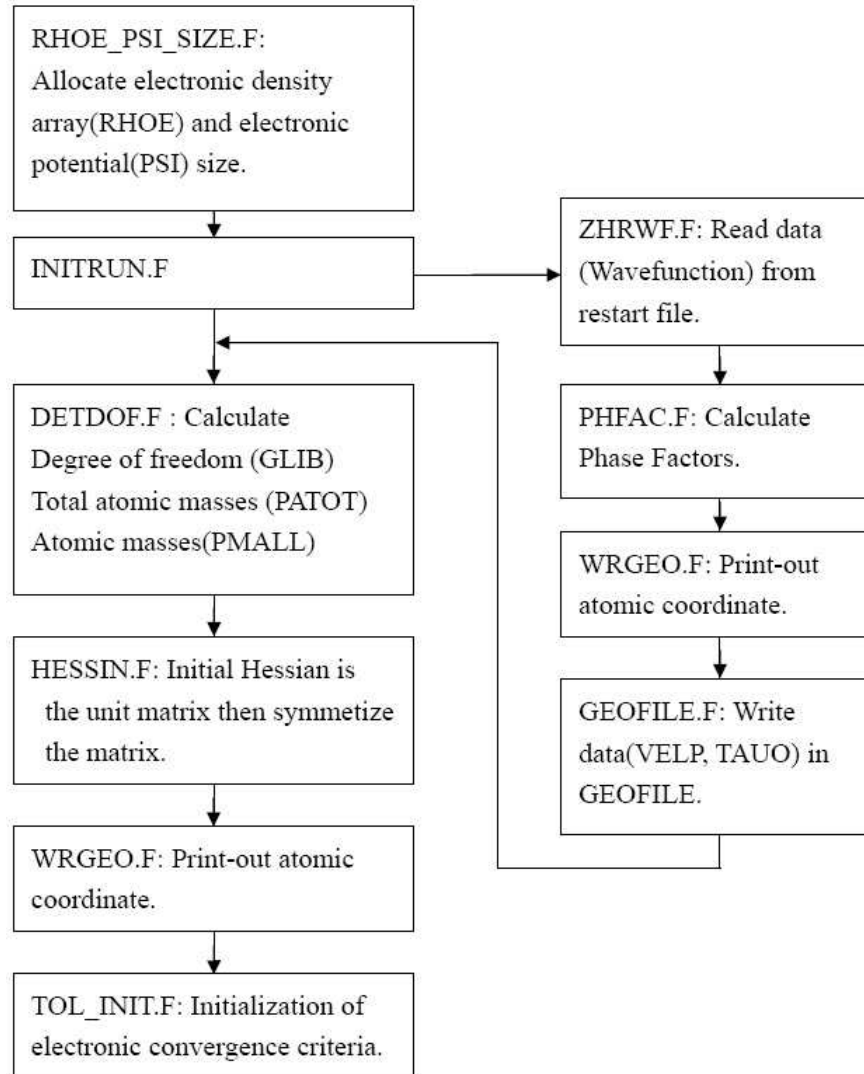 RHOE_PSI_SIZE.F:
Allocate electronic density
array(RHOE) and electronic
potential(PSI) size.
INITRUN.F
DETDOF.F : Calculate
Degree of freedom (GLIB)
Total atomic masses (PATOT)
Atomic masses(PMALL)
HESSIN.F: Initial Hessian is
the unit matrix then symmetize
the matrix.
WRGEO.F: Print-out atomic
coordinate.
TOL_INIT.F: Initialization of
electronic convergence criteria.
ZHRWF.F: Read data
(Wavefunction) from
restart file.
PHFAC.F: Calculate
Phase Factors.
WRGEO.F: Print-out
atomic coordinate.
GEOFILE.F: Write
data(VELP, TAUO) in
GEOFILE.